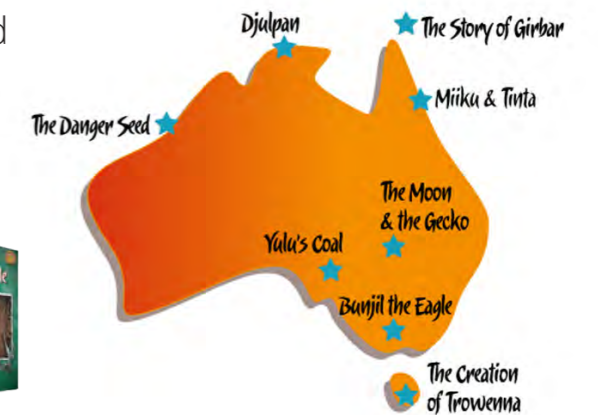 d
Djulpan
The Story of Girbar
Miiku & Tinta
The Danger Seed
The Moon
& the Gecko
Yulu's Coal
Bunjil the Eagle
The Creation
of Trowenna